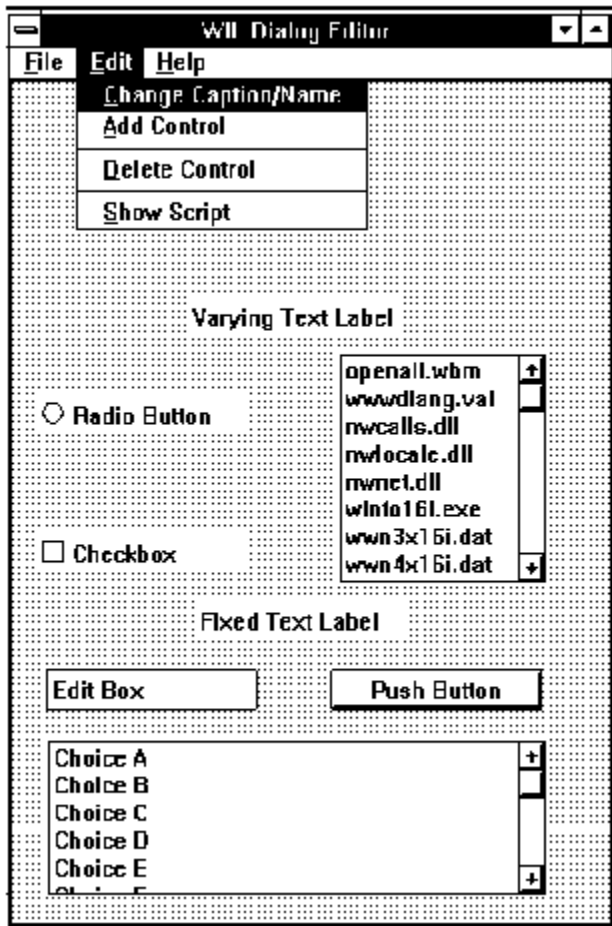 WIL Dialog Editor
File Edit Help
Change Caption/Name
Add Control
Delete Control
Show Script
Varying Text Label
openall.wbm
wwwdlang.val
nwcalls.dll
nwlocale.dll
nwnet.dll
winfo16i.exe
wwn3x16i.dat
wwn4x16i.dat
Radio Button
Checkbox
Fixed Text Label
Edit Box
Push Button
Choice A
Choice B
Choice C
Choice D
Choice E